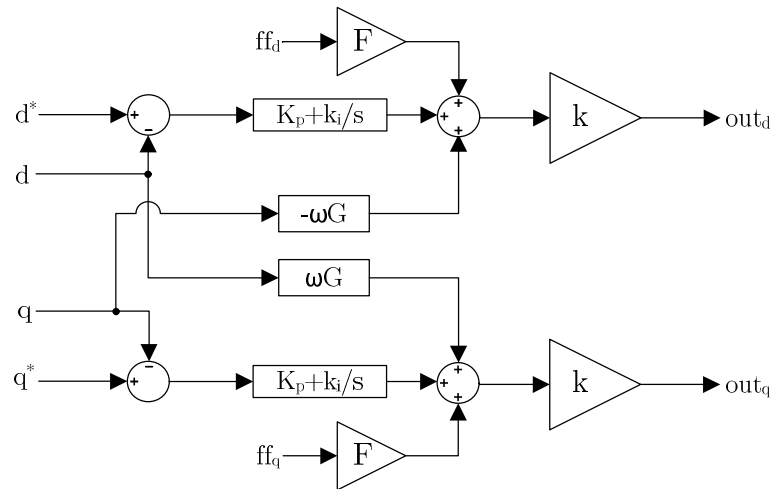 ff_d
F
d*
+
−
K_p+k_i/s
+
+
+
k
out_d
d
-ωG
ωG
q
−
+
q*
K_p+k_i/s
+
+
+
k
out_q
ff_q
F